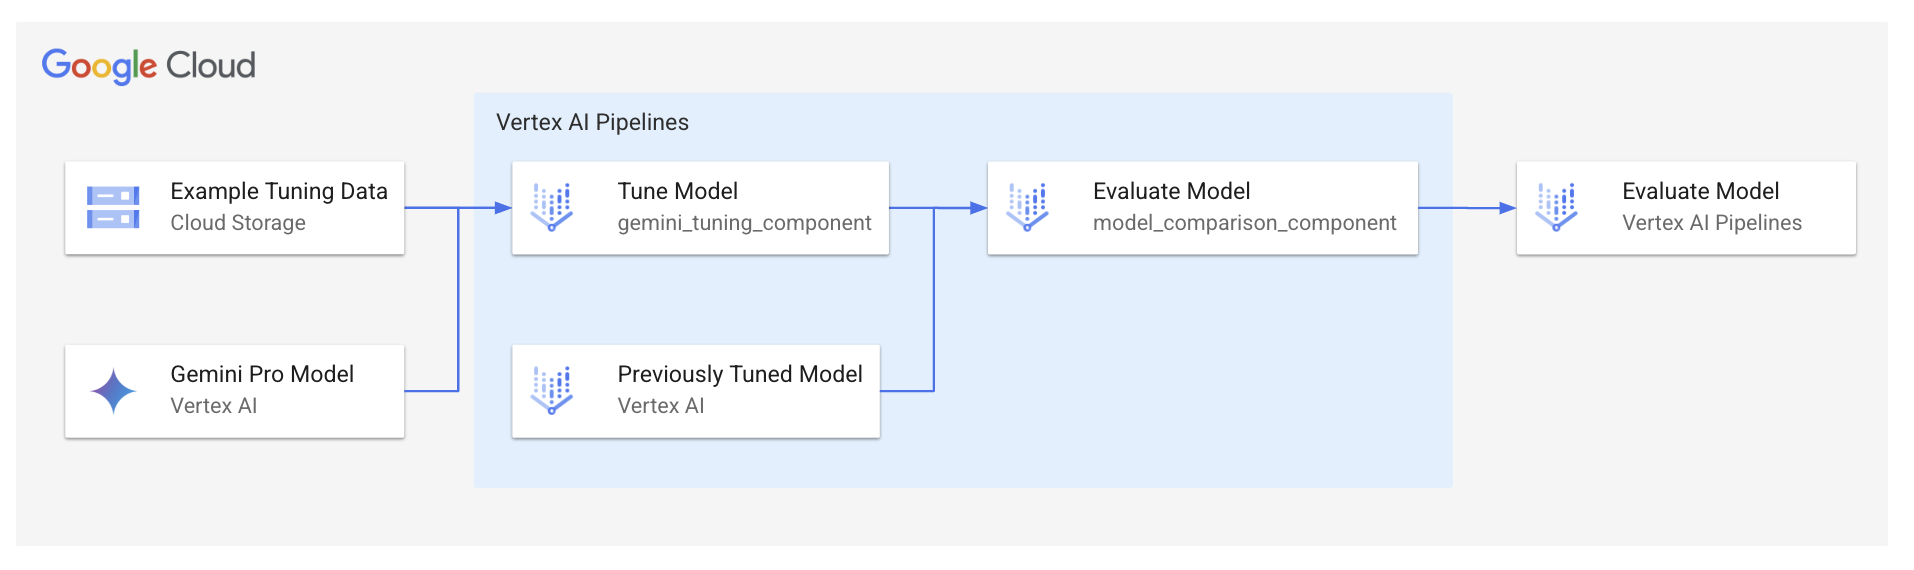 Google Cloud
Vertex AI Pipelines
Example Tuning Data
Cloud Storage
Tune Model
gemini_tuning_component
Evaluate Model
model_comparison_component
Evaluate Model
Vertex AI Pipelines
Gemini Pro Model
Vertex AI
Previously Tuned Model
Vertex AI